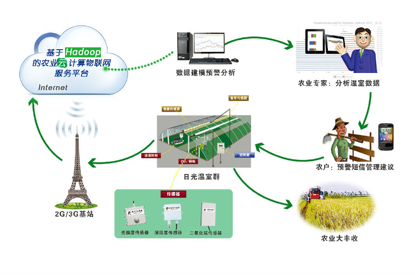 基于Hadoop
的农业云计算物联网
服务平台
Internet
数据建模预警分析
农业专家：分析温室数据
农户：预警短信管理建议
日光温室群
2G/3G基站
传感器
光照度传感器
温湿度传感器
二氧化碳传感器
农业大丰收